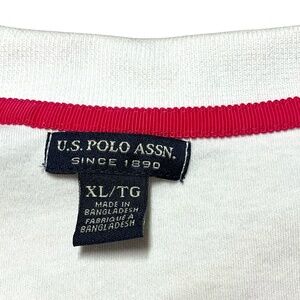 U.S. POLO ASSN.
SINCE 1890
XL/TG
MADE IN
BANGLADESH
FABRIQUÉ A
BANGLADESH